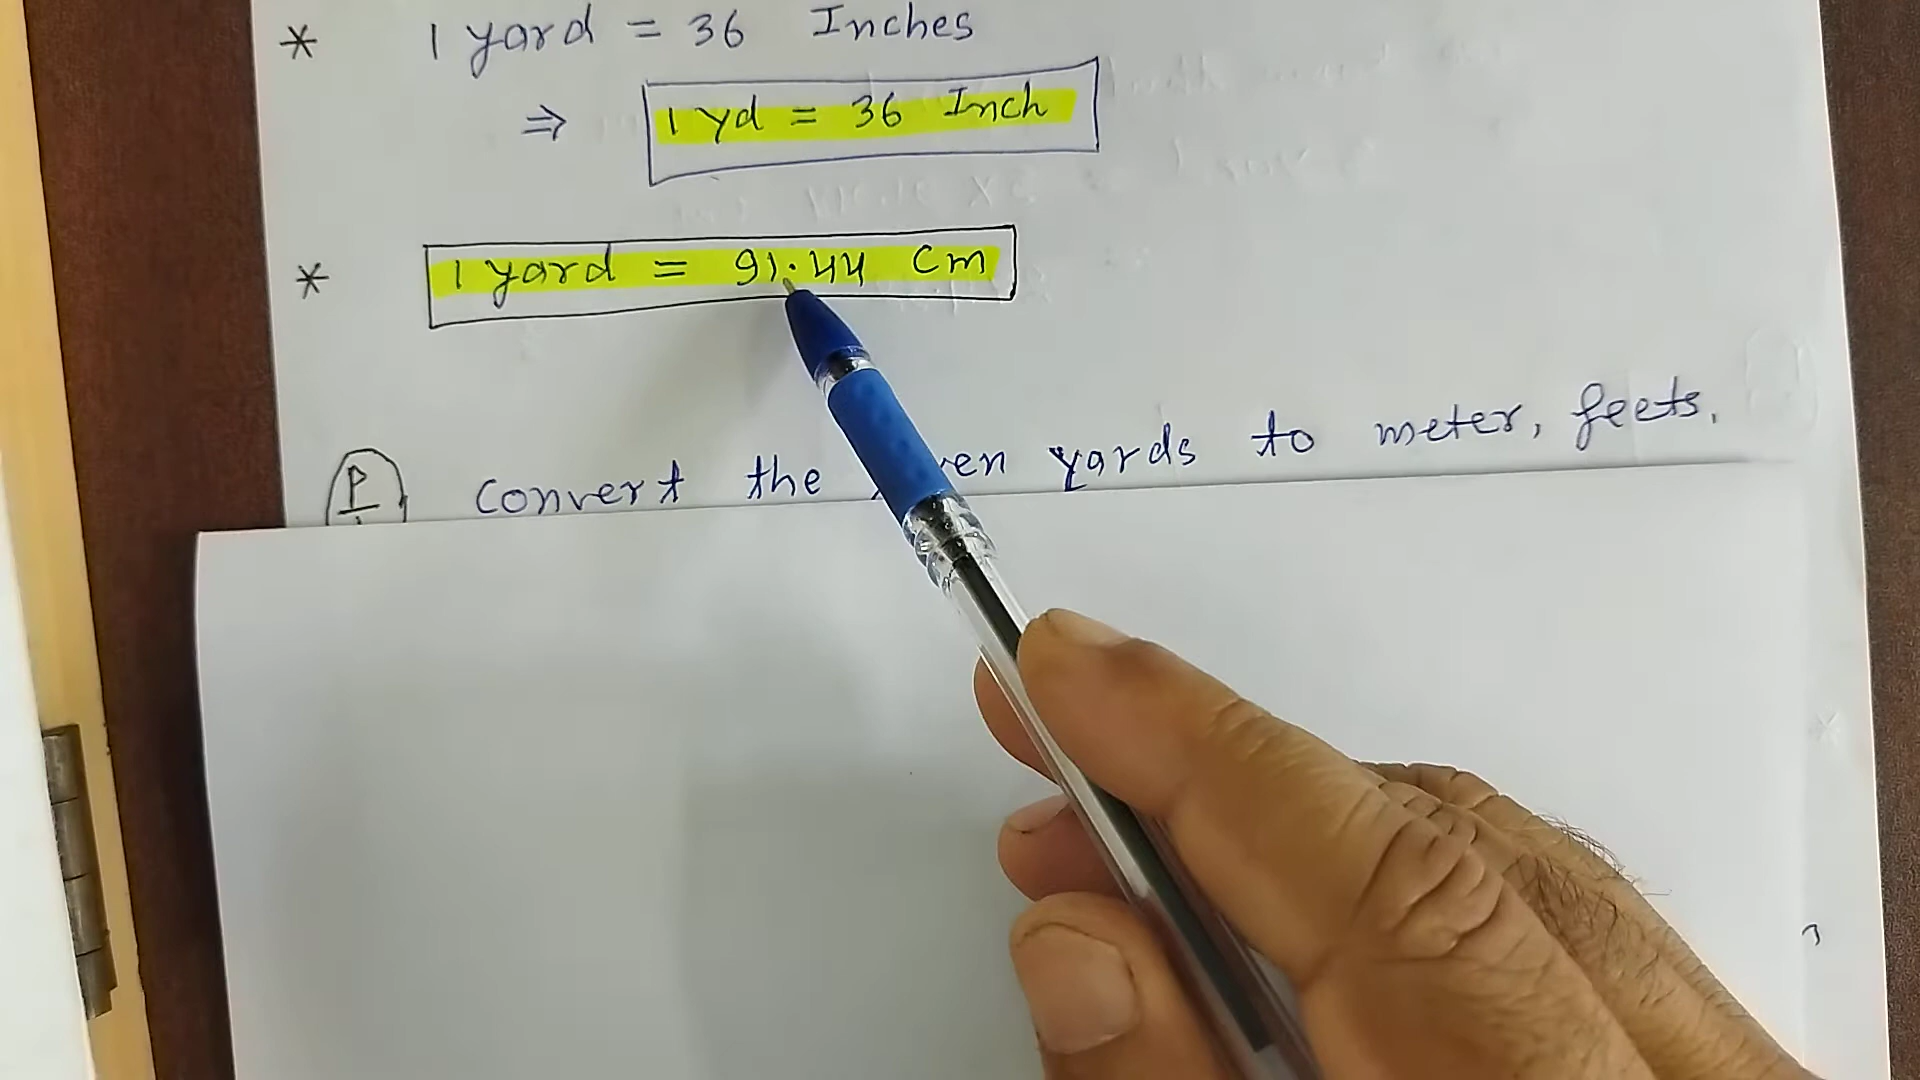 * 1 yard = 36 Inches
⇒ 1 yd = 36 Inch
* 1 yard = 91.44 Cm
P Convert the yards to meter, feets.